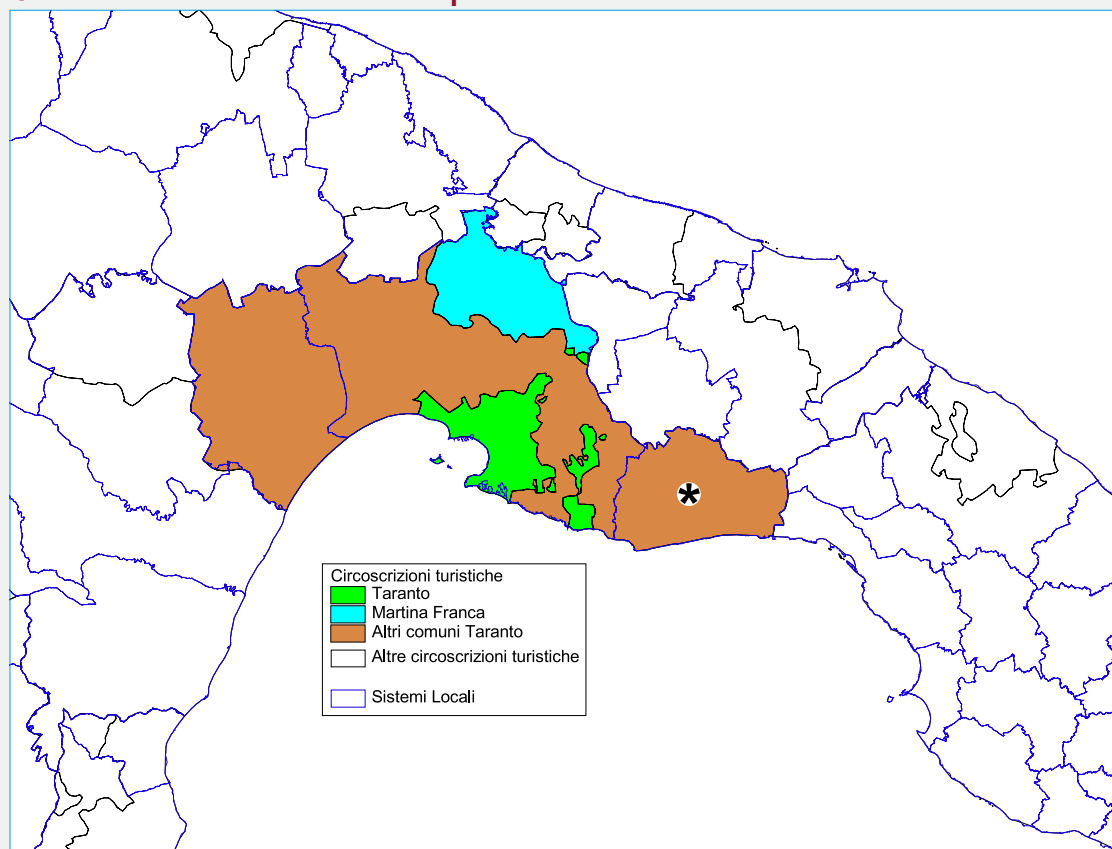 Circoscrizioni turistiche
Taranto
Martina Franca
Altri comuni Taranto
Altre circoscrizioni turistiche
Sistemi Locali
*